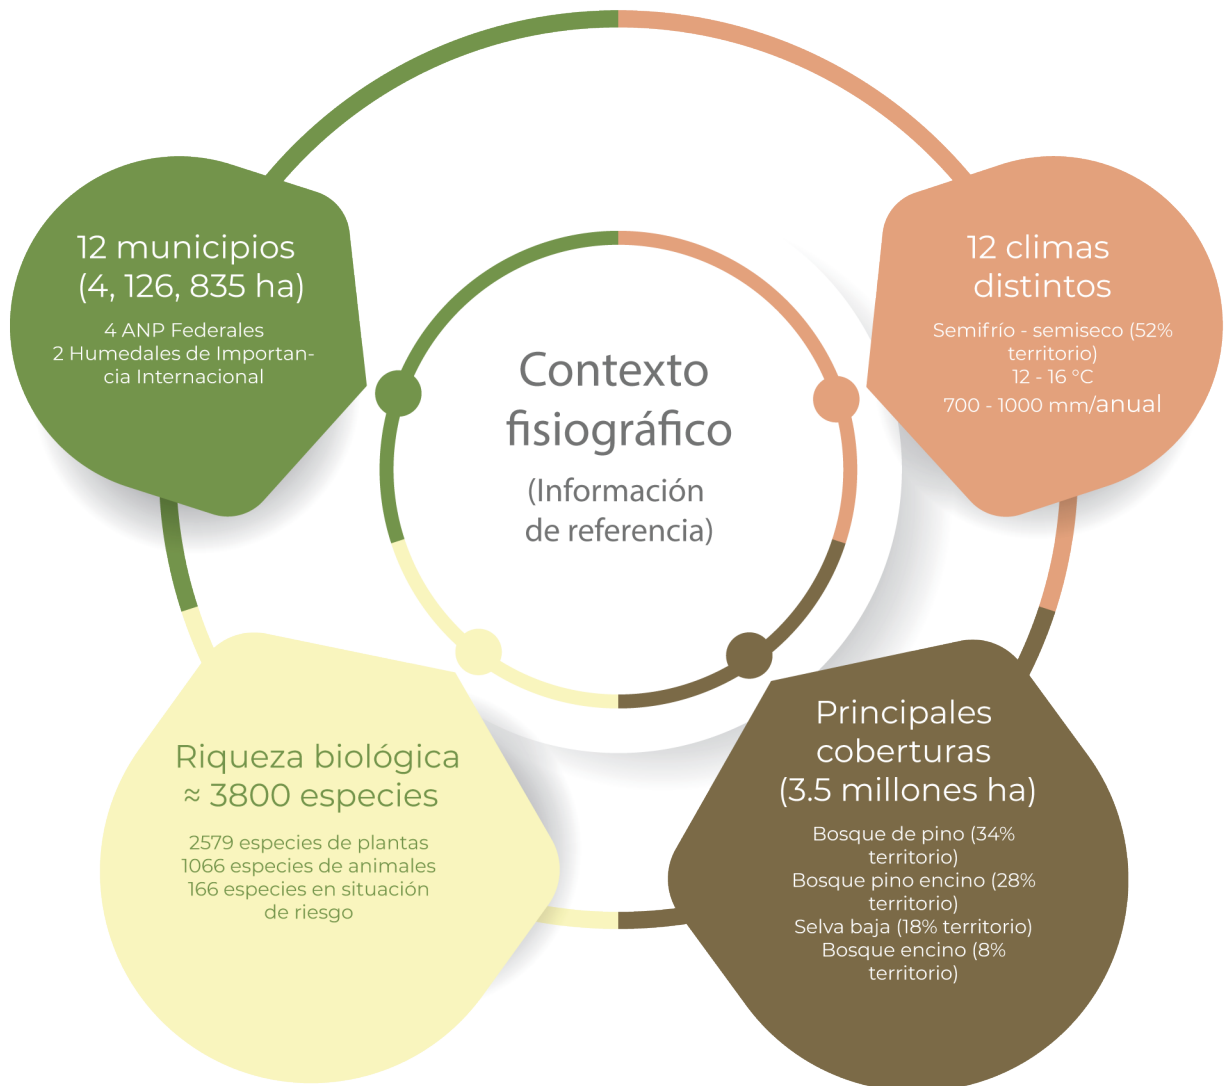 12 municipios
(4, 126, 835 ha)
4 ANP Federales
2 Humedales de Importan-
cia Internacional
12 climas
distintos
Semifrío - semiseco (52%
territorio)
12 - 16 °C
700 - 1000 mm/anual
Contexto
fisiográfico
(Información
de referencia)
Riqueza biológica
≈ 3800 especies
2579 especies de plantas
1066 especies de animales
166 especies en situación
de riesgo
Principales
coberturas
(3.5 millones ha)
Bosque de pino (34%
territorio)
Bosque pino encino (28%
territorio)
Selva baja (18% territorio)
Bosque encino (8%
territorio)